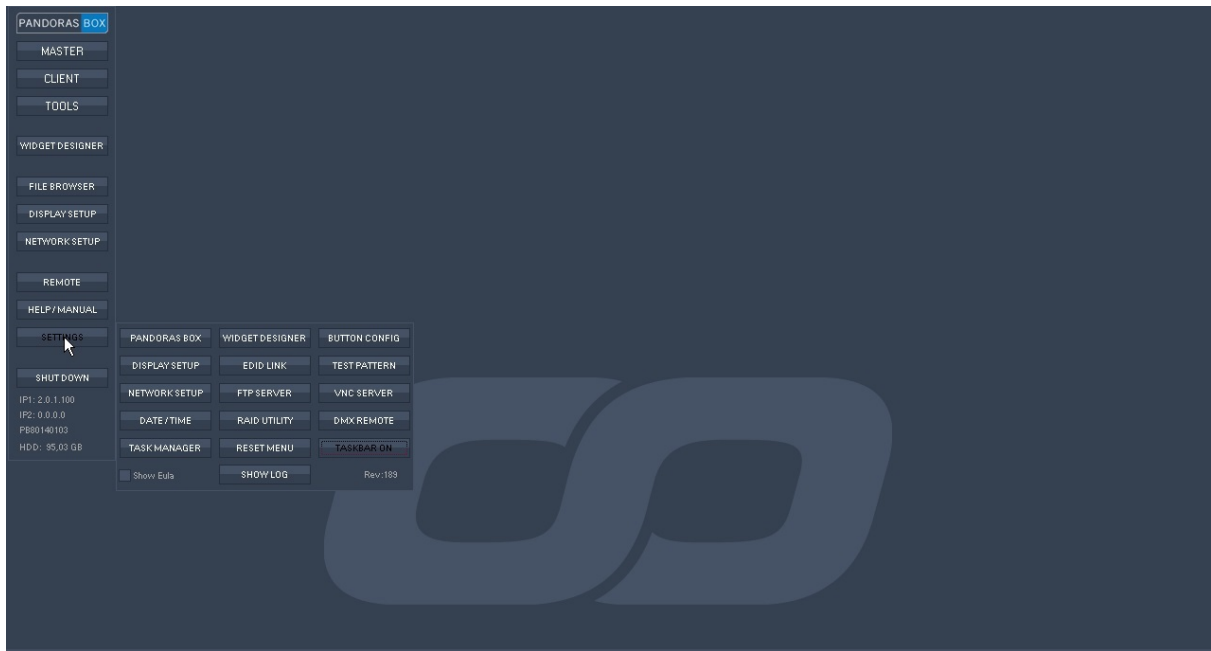 PANDORAS BOX
MASTER
CLIENT
TOOLS
WIDGET DESIGNER
FILE BROWSER
DISPLAY SETUP
NETWORK SETUP
REMOTE
HELP / MANUAL
SETTINGS
SHUT DOWN
IP1: 2.0.1.100
IP2: 0.0.0.0
PB80140103
HDD: 95,03 GB
PANDORAS BOX WIDGET DESIGNER BUTTON CONFIG
DISPLAY SETUP EDID LINK TEST PATTERN
NETWORK SETUP FTP SERVER VNC SERVER
DATE / TIME RAID UTILITY DMX REMOTE
TASK MANAGER RESET MENU TASKBAR ON
Show Eula SHOW LOG Rev:189